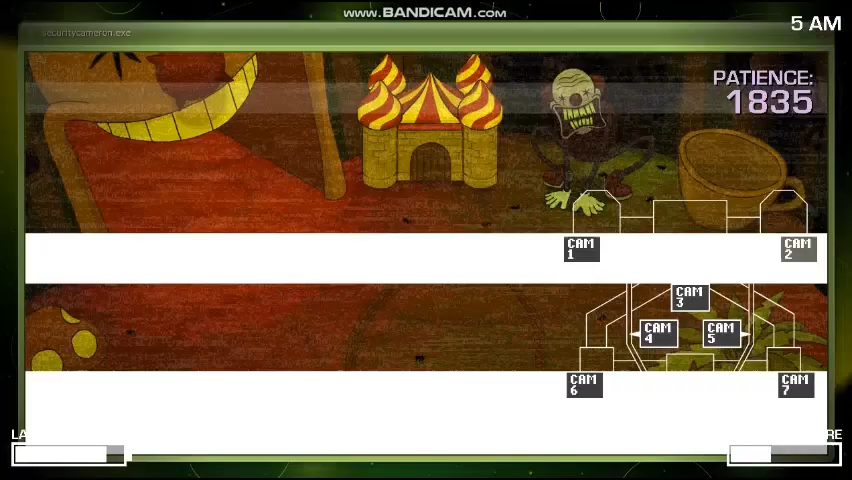 www.BANDICAM.com
5 AM
securitycameron.exe
PATIENCE:
1835
CAM
1
CAM
2
CAM
3
CAM
4
CAM
5
CAM
6
CAM
7